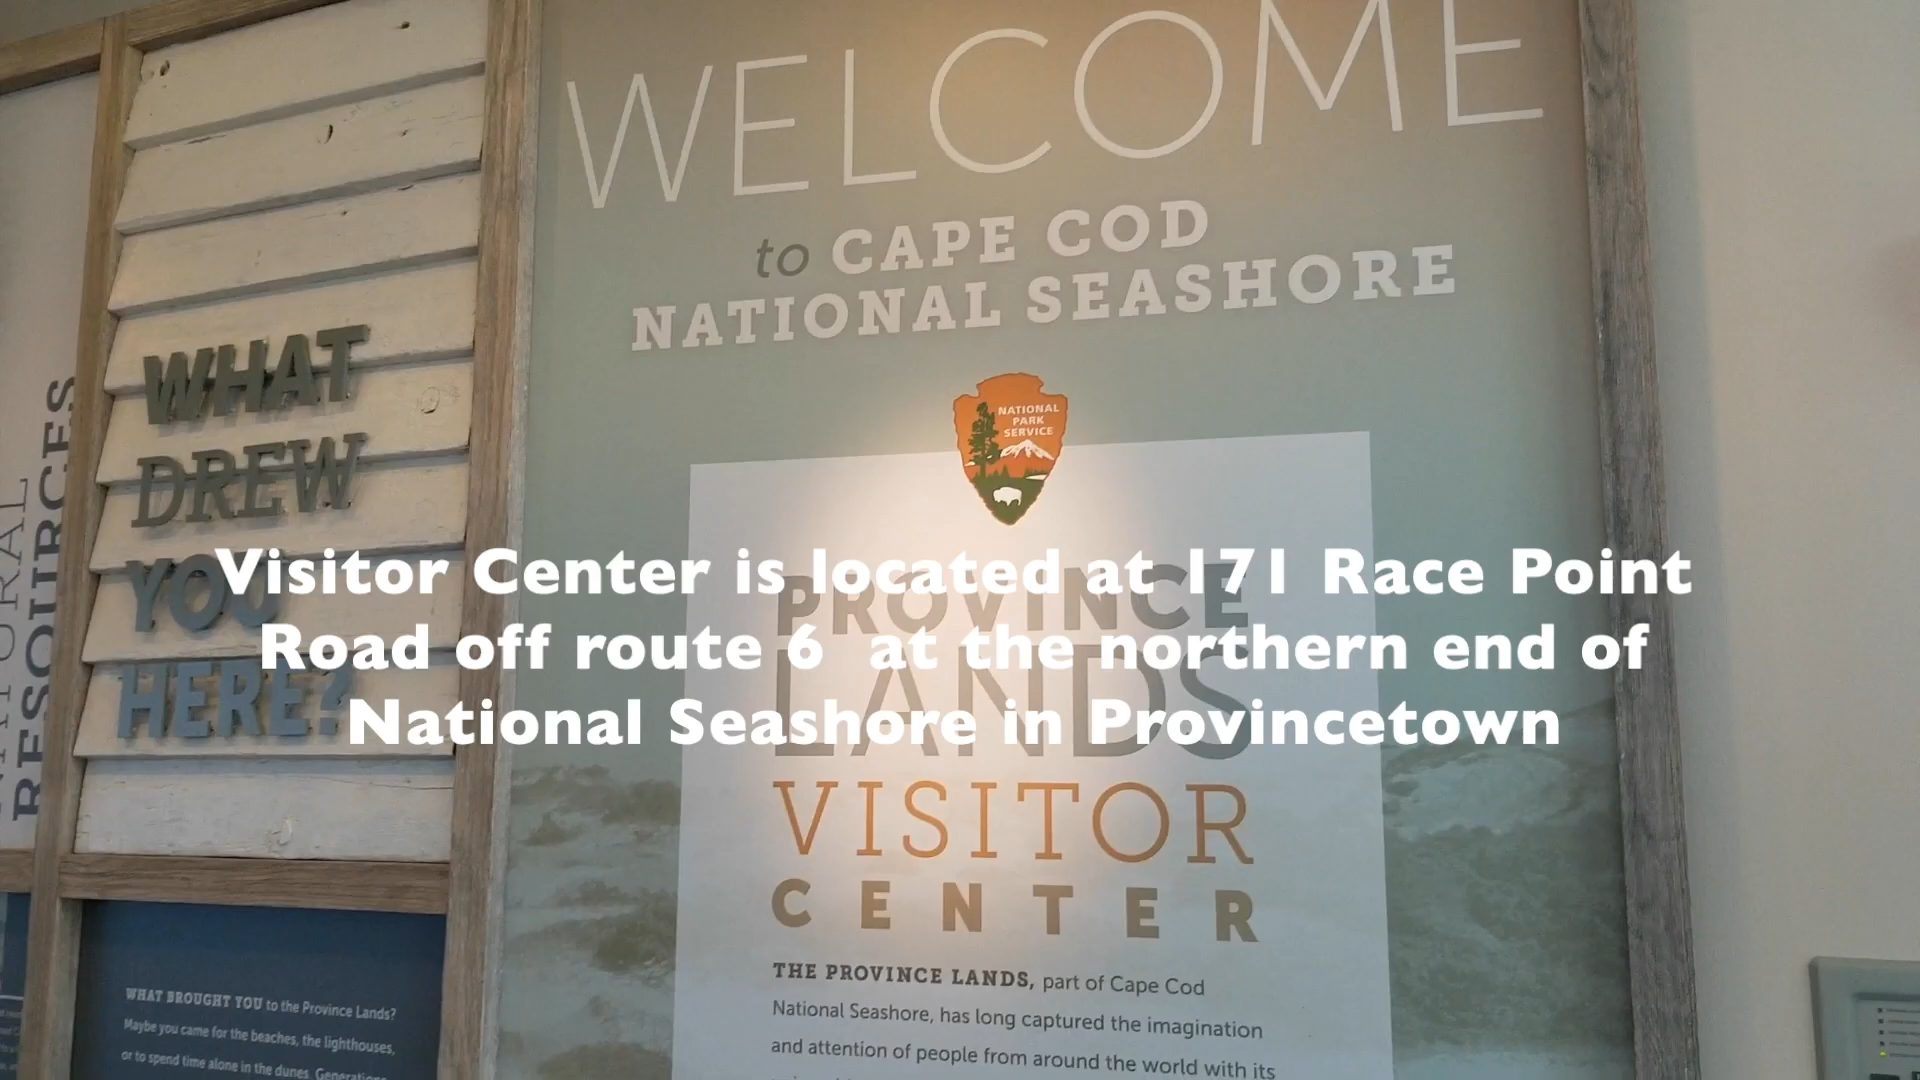 WELCOME
to CAPE COD
NATIONAL SEASHORE
NATIONAL
PARK
SERVICE
RESOURCES
WHAT
DREW
YOU
HERE?
Visitor Center is located at 171 Race Point
Road off route 6 at the northern end of
National Seashore in Provincetown
PROVINCE
LANDS
VISITOR
CENTER
THE PROVINCE LANDS, part of Cape Cod
National Seashore, has long captured the imagination
and attention of people from around the world with its
WHAT BROUGHT YOU to the Province Lands?
Maybe you came for the beaches, the lighthouses,
or to spend time alone in the dunes.